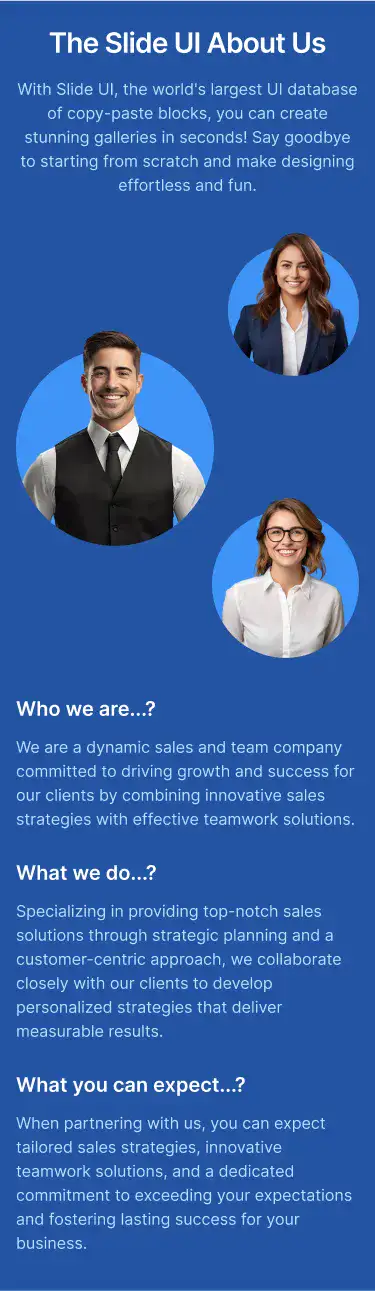 The Slide UI About Us
With Slide UI, the world's largest UI database
of copy-paste blocks, you can create
stunning galleries in seconds! Say goodbye
to starting from scratch and make designing
effortless and fun.
Who we are...?
We are a dynamic sales and team company
committed to driving growth and success for
our clients by combining innovative sales
strategies with effective teamwork solutions.
What we do...?
Specializing in providing top-notch sales
solutions through strategic planning and a
customer-centric approach, we collaborate
closely with our clients to develop
personalized strategies that deliver
measurable results.
What you can expect...?
When partnering with us, you can expect
tailored sales strategies, innovative
teamwork solutions, and a dedicated
commitment to exceeding your expectations
and fostering lasting success for your
business.